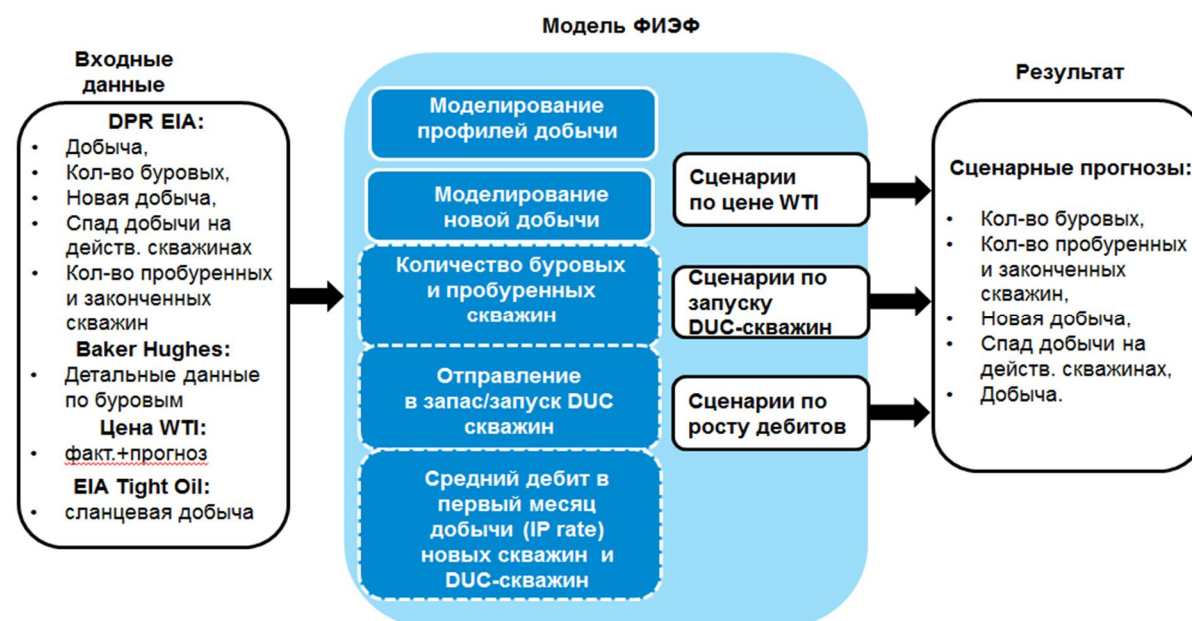 Модель ФИЭФ
Входные
данные
DPR EIA:
• Добыча,
• Кол-во буровых,
• Новая добыча,
• Спад добычи на
действ. скважинах
• Кол-во пробуренных
и законченных
скважин
Baker Hughes:
• Детальные данные
по буровым
Цена WTI:
• факт.+прогноз
EIA Tight Oil:
• сланцевая добыча
Моделирование
профилей добычи
Моделирование
новой добычи
Количество буровых
и пробуренных
скважин
Отправление
в запас/запуск DUC
скважин
Средний дебит в
первый месяц
добычи (IP rate)
новых скважин и
DUC-скважин
Сценарии
по цене WTI
Сценарии по
запуску
DUC-скважин
Сценарии по
росту дебитов
Результат
Сценарные прогнозы:
• Кол-во буровых,
• Кол-во пробуренных
и законченных
скважин,
• Новая добыча,
• Спад добычи на
действ. скважинах,
• Добыча.